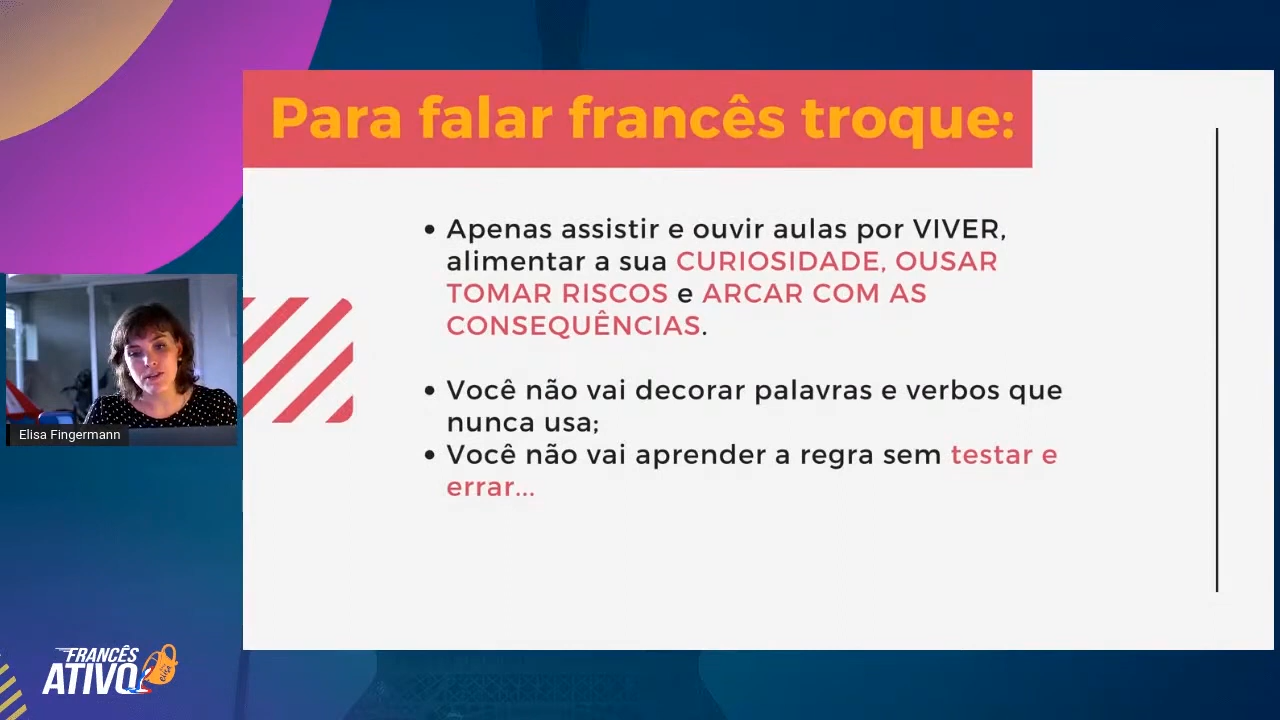 Para falar francês troque:
• Apenas assistir e ouvir aulas por VIVER,
alimentar a sua CURIOSIDADE, OUSAR
TOMAR RISCOS e ARCAR COM AS
CONSEQUÊNCIAS.
• Você não vai decorar palavras e verbos que
nunca usa;
• Você não vai aprender a regra sem testar e
errar...
Elisa Fingermann
FRANCÊS
ATIVO
elisa